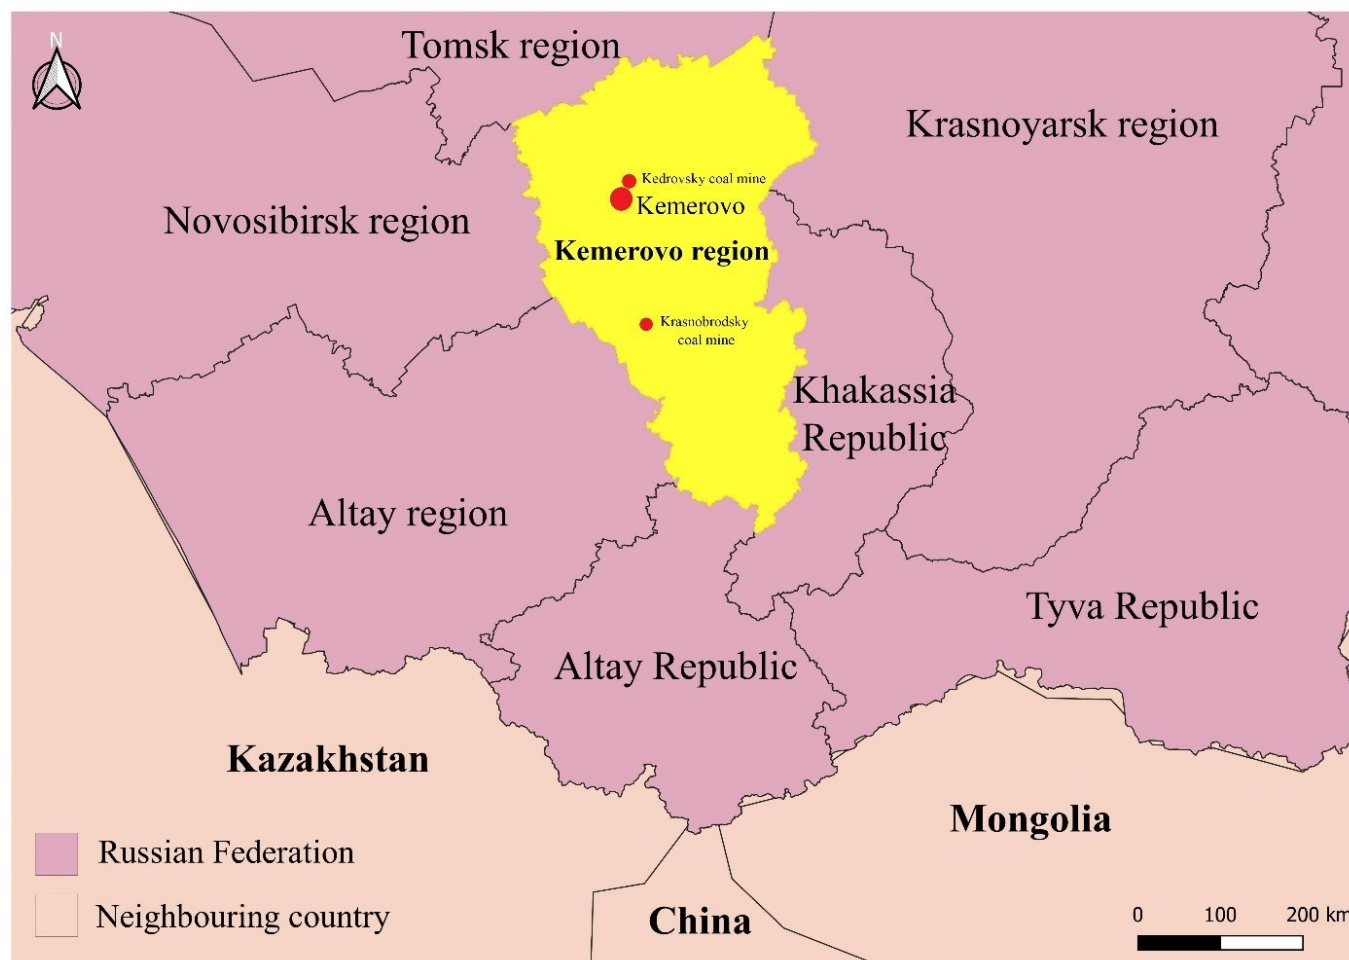 N
Tomsk region
Krasnoyarsk region
Kedrovsky coal mine
Kemerovo
Novosibirsk region
Kemerovo region
Krasnobrodsky
coal mine
Khakassia
Republic
Altay region
Tyva Republic
Altay Republic
Kazakhstan
Mongolia
Russian Federation
Neighbouring country
China
0 100 200 km